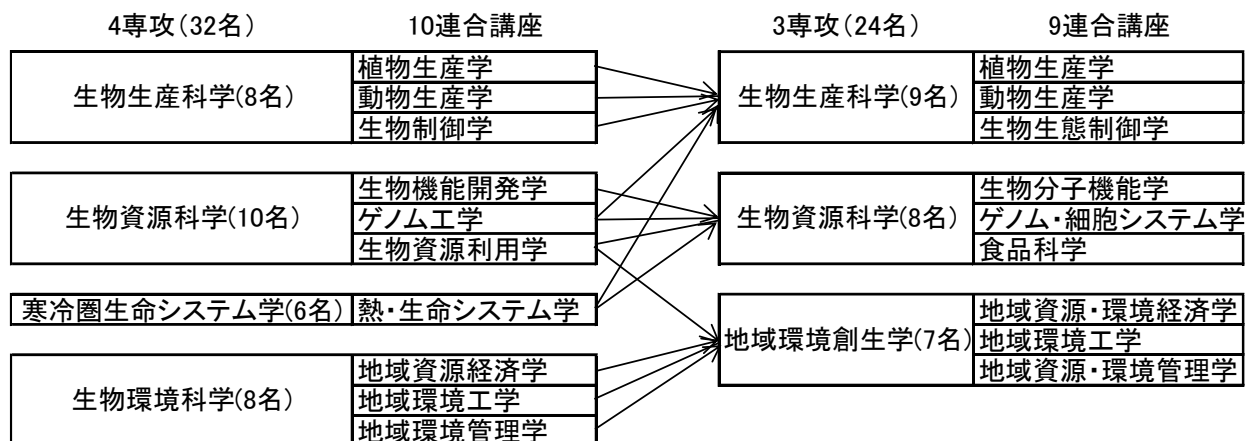 4専攻(32名) 10連合講座 3専攻(24名) 9連合講座
生物生産科学(8名)
植物生産学
動物生産学
生物制御学
生物生産科学(9名)
植物生産学
動物生産学
生物生態制御学
生物資源科学(10名)
生物機能開発学
ゲノム工学
生物資源利用学
生物資源科学(8名)
生物分子機能学
ゲノム・細胞システム学
食品科学
寒冷圏生命システム学(6名)
熱・生命システム学
地域環境創生学(7名)
地域資源・環境経済学
地域環境工学
地域資源・環境管理学
生物環境科学(8名)
地域資源経済学
地域環境工学
地域環境管理学